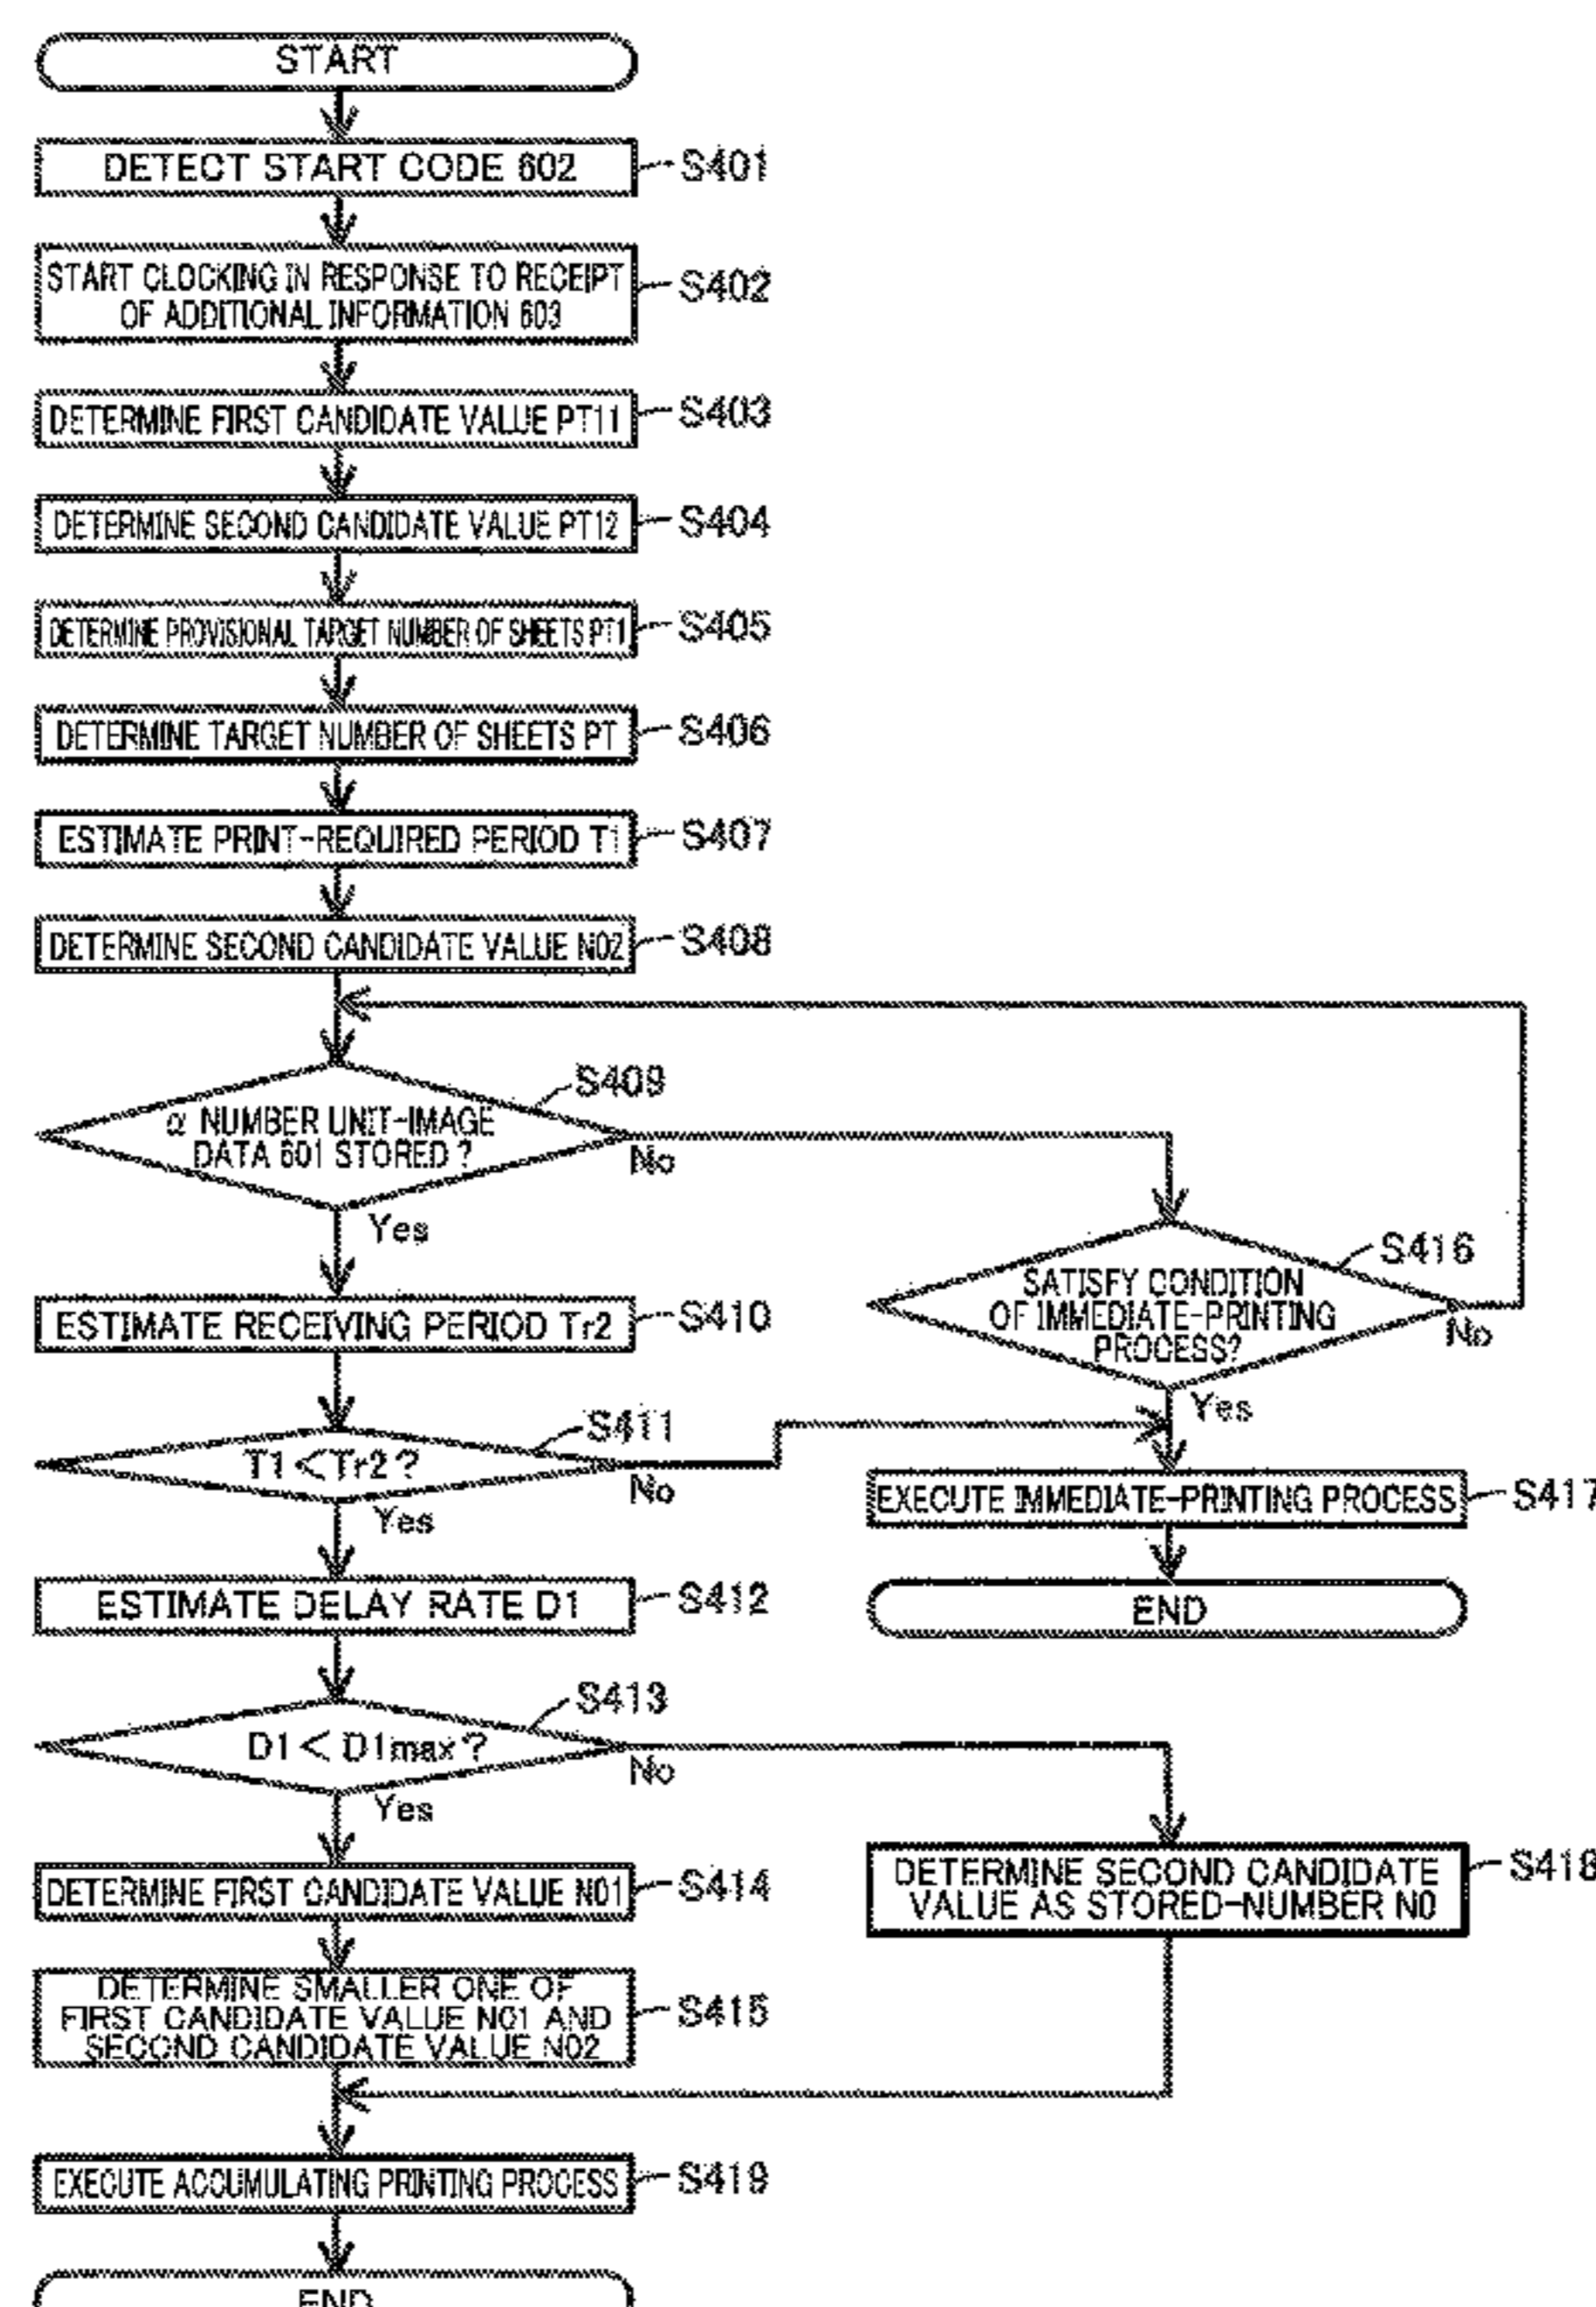 START
DETECT START CODE 602
S401
START CLOCKING IN RESPONSE TO RECEIPT
OF ADDITIONAL INFORMATION 603
S402
DETERMINE FIRST CANDIDATE VALUE PT11
S403
DETERMINE SECOND CANDIDATE VALUE PT12
S404
DETERMINE PROVISIONAL TARGET NUMBER OF SHEETS PT1
S405
DETERMINE TARGET NUMBER OF SHEETS PT
S406
ESTIMATE PRINT-REQUIRED PERIOD T1
S407
DETERMINE SECOND CANDIDATE VALUE N02
S408
S409
α NUMBER UNIT-IMAGE
DATA 601 STORED ?
No
Yes
S416
SATISFY CONDITION
OF IMMEDIATE-PRINTING
PROCESS?
No
Yes
ESTIMATE RECEIVING PERIOD Tr2
S410
S411
T1 < Tr2 ?
No
Yes
EXECUTE IMMEDIATE-PRINTING PROCESS
S417
END
ESTIMATE DELAY RATE D1
S412
S413
D1 < D1max ?
No
Yes
DETERMINE FIRST CANDIDATE VALUE N01
S414
DETERMINE SECOND CANDIDATE
VALUE AS STORED-NUMBER N0
S418
DETERMINE SMALLER ONE OF
FIRST CANDIDATE VALUE N01 AND
SECOND CANDIDATE VALUE N02
S415
EXECUTE ACCUMULATING PRINTING PROCESS
S419
END